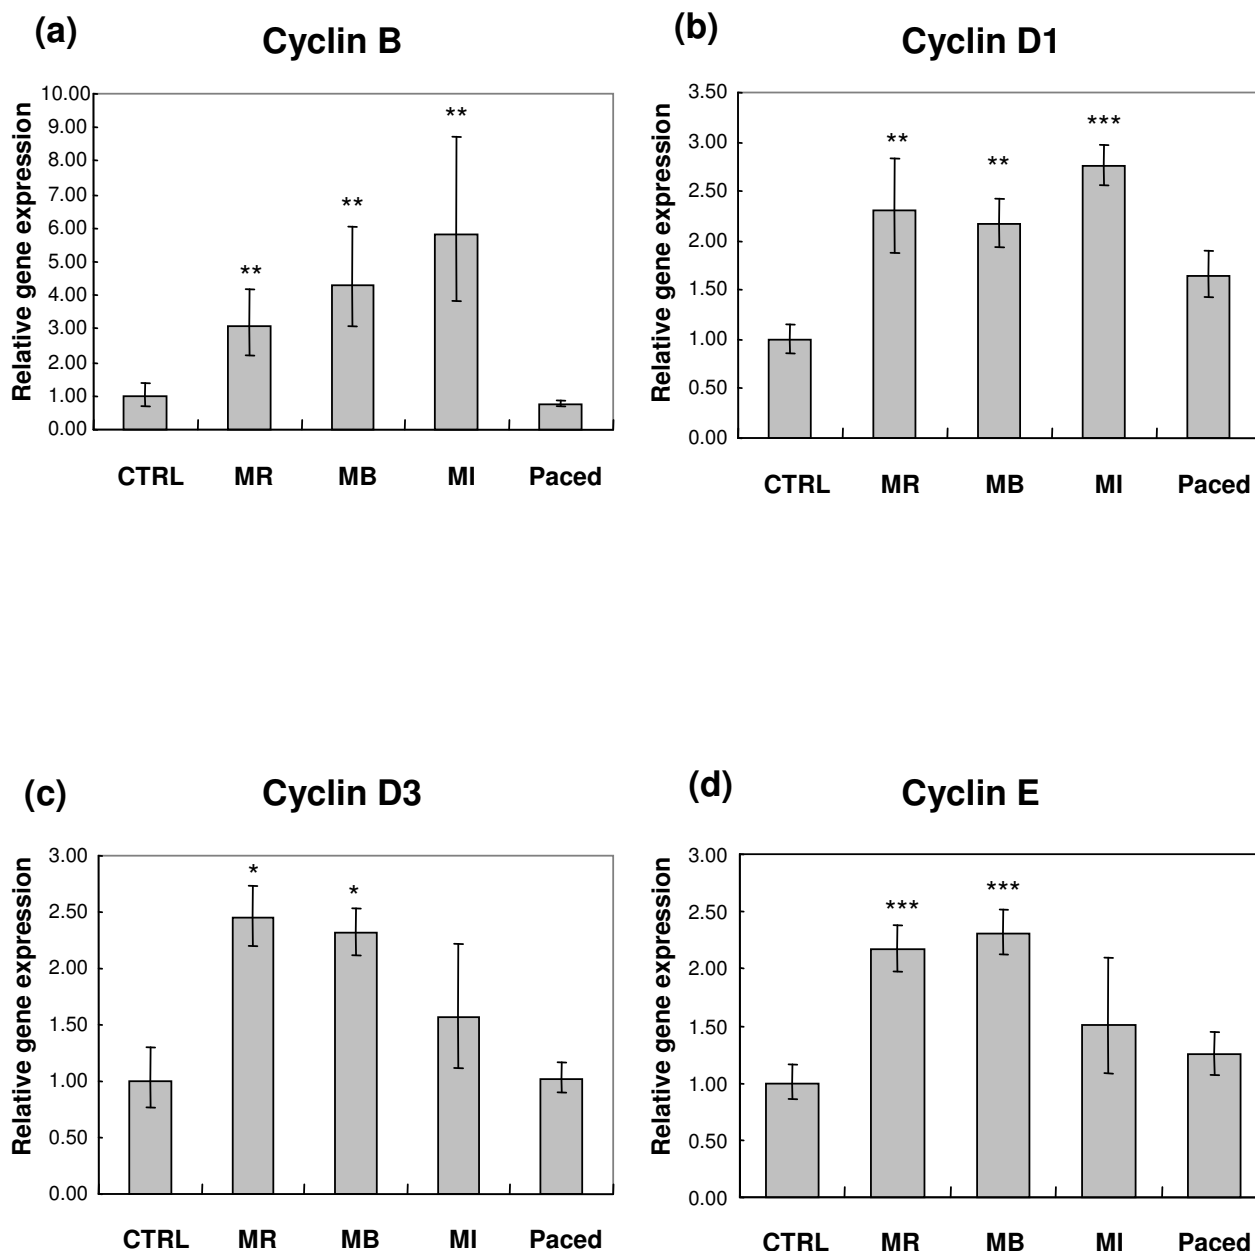 (a)
Cyclin B
Relative gene expression
10.00
9.00
8.00
7.00
6.00
5.00
4.00
3.00
2.00
1.00
0.00
**
**
**
CTRL MR MB MI Paced
(b)
Cyclin D1
Relative gene expression
3.50
3.00
2.50
2.00
1.50
1.00
0.50
0.00
**
**
***
CTRL MR MB MI Paced
(c)
Cyclin D3
Relative gene expression
3.00
2.50
2.00
1.50
1.00
0.50
0.00
*
*
CTRL MR MB MI Paced
(d)
Cyclin E
Relative gene expression
3.00
2.50
2.00
1.50
1.00
0.50
0.00
***
***
CTRL MR MB MI Paced